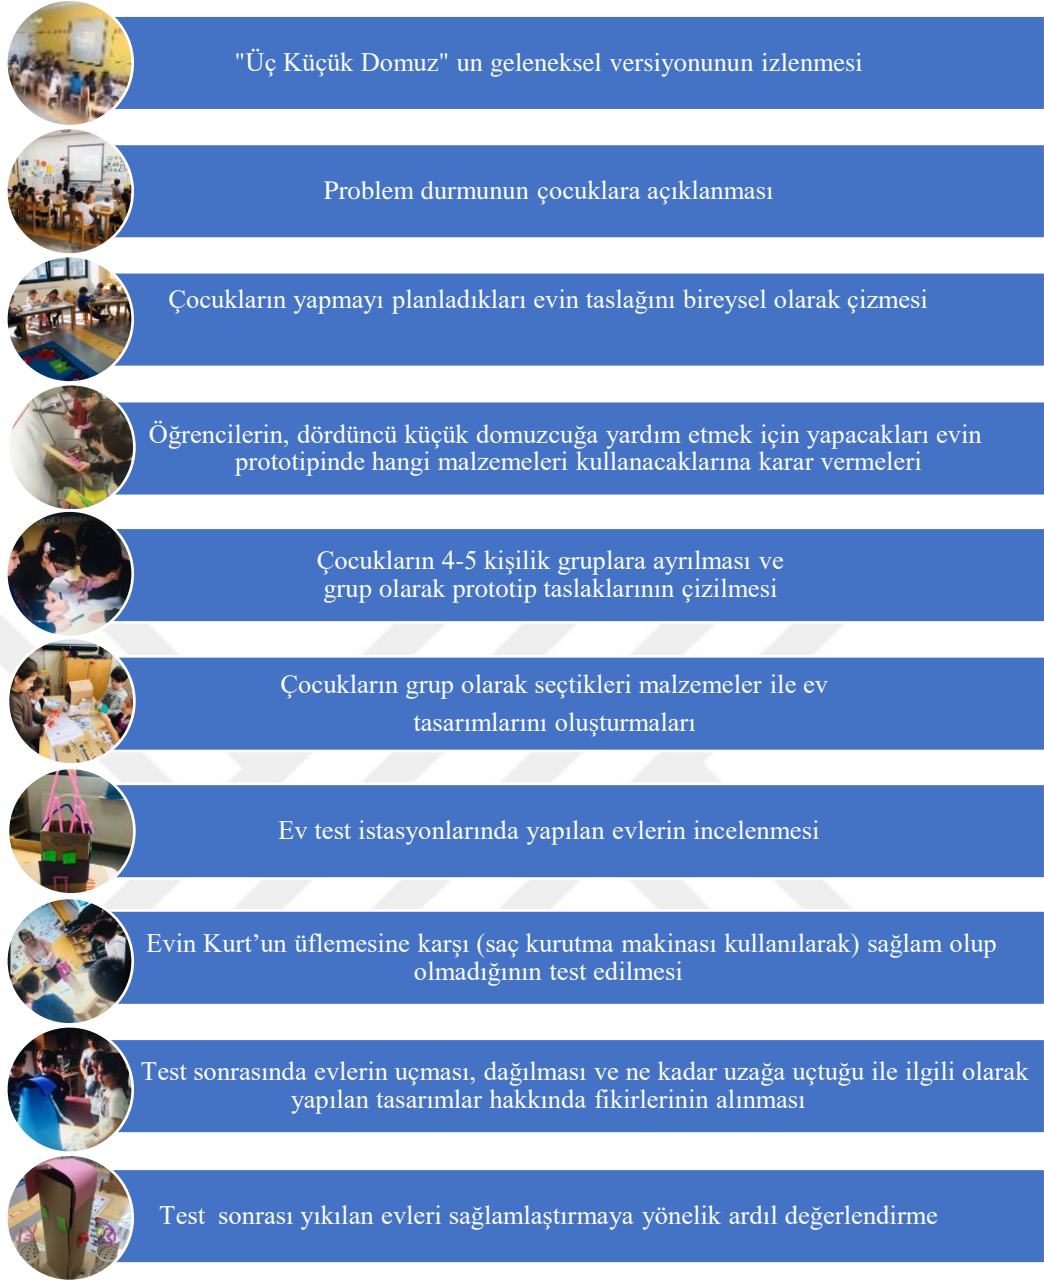 "Üç Küçük Domuz" un geleneksel versiyonunun izlenmesi
Problem durmunun çocuklara açıklanması
Çocukların yapmayı planladıkları evin taslağını bireysel olarak çizmesi
Öğrencilerin, dördüncü küçük domuzcuğa yardım etmek için yapacakları evin
prototipinde hangi malzemeleri kullanacaklarına karar vermeleri
Çocukların 4-5 kişilik gruplara ayrılması ve
grup olarak prototip taslaklarının çizilmesi
Çocukların grup olarak seçtikleri malzemeler ile ev
tasarımlarını oluşturmaları
Ev test istasyonlarında yapılan evlerin incelenmesi
Evin Kurt’un üflemesine karşı (saç kurutma makinası kullanılarak) sağlam olup
olmadığının test edilmesi
Test sonrasında evlerin uçması, dağılması ve ne kadar uzağa uçtuğu ile ilgili olarak
yapılan tasarımlar hakkında fikirlerinin alınması
Test sonrası yıkılan evleri sağlamlaştırmaya yönelik ardıl değerlendirme